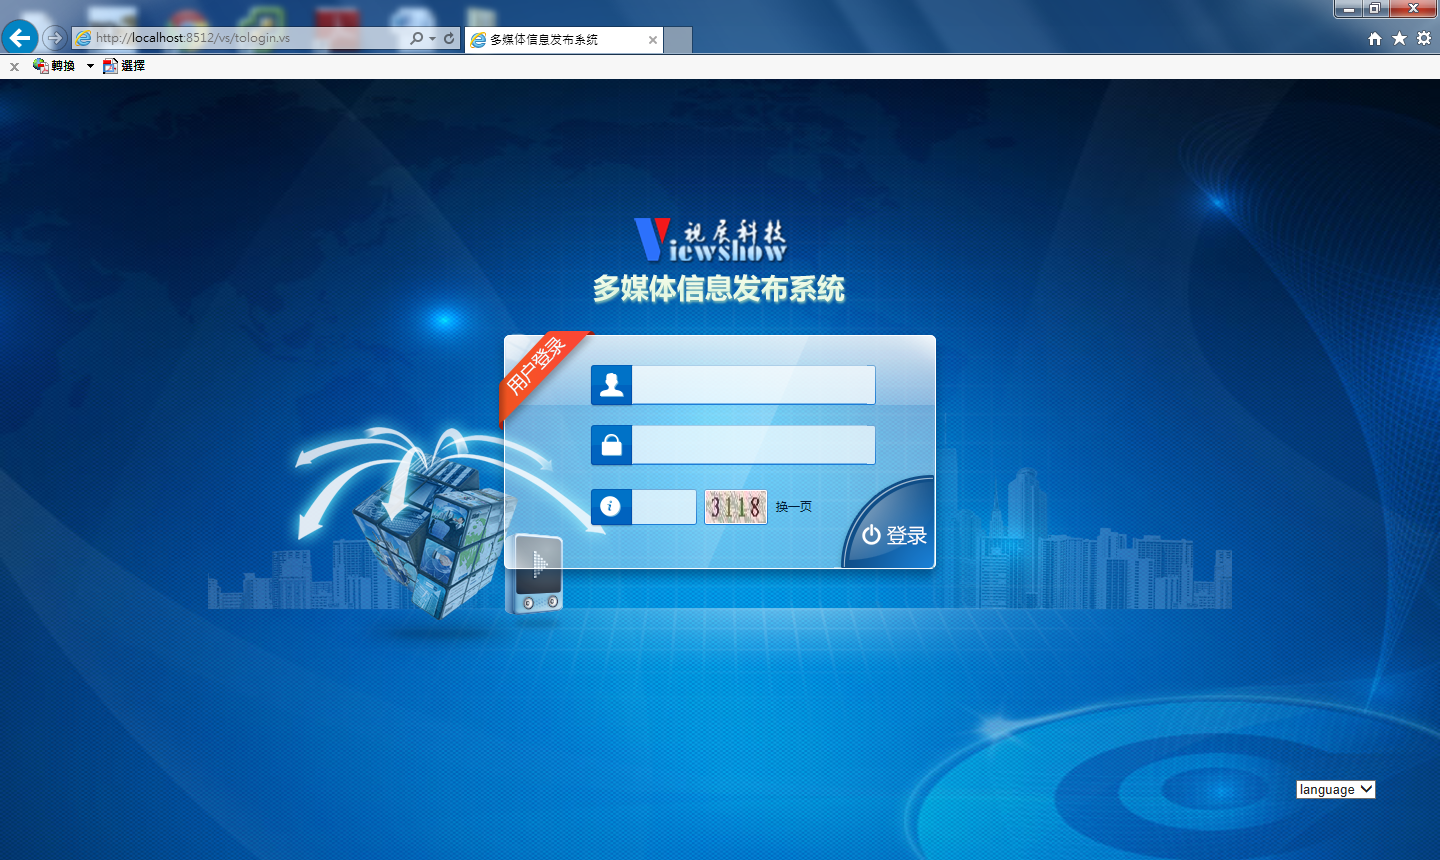 http://localhost:8512/vs/tologin.vs
多媒体信息发布系统
轉換
選擇
视展科技
Viewshow
多媒体信息发布系统
用户登录
3118
换一页
登录
language